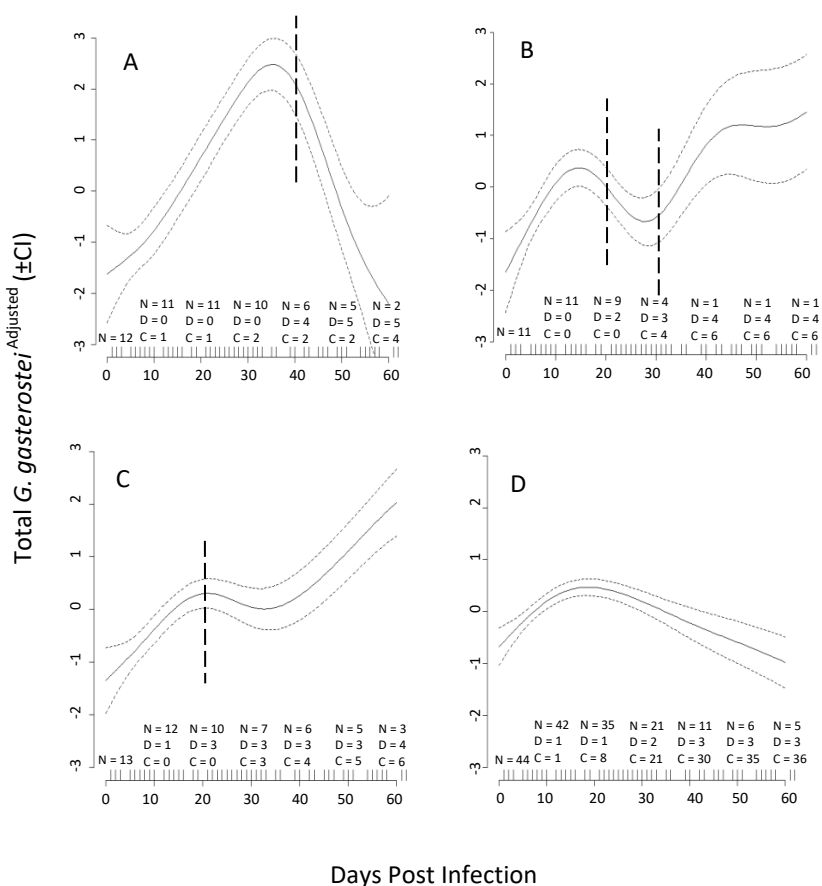 Total G. gasterostei Adjusted (±CI)
A
3
2
1
0
-1
-2
-3
N = 11 N = 11 N = 10 N = 6 N = 5 N = 2
D = 0 D = 0 D = 0 D = 4 D = 5 D = 5
N = 12 C = 1 C = 1 C = 2 C = 2 C = 2 C = 4
0 10 20 30 40 50 60
B
3
2
1
0
-1
-2
-3
N = 11 N = 9 N = 4 N = 1 N = 1 N = 1
D = 0 D = 2 D = 3 D = 4 D = 4 D = 4
N = 11 C = 0 C = 0 C = 4 C = 6 C = 6 C = 6
0 10 20 30 40 50 60
C
3
2
1
0
-1
-2
-3
N = 12 N = 10 N = 7 N = 6 N = 5 N = 3
D = 1 D = 3 D = 3 D = 3 D = 3 D = 4
N = 13 C = 0 C = 0 C = 3 C = 4 C = 5 C = 6
0 10 20 30 40 50 60
D
3
2
1
0
-1
-2
-3
N = 42 N = 35 N = 21 N = 11 N = 6 N = 5
D = 1 D = 1 D = 2 D = 3 D = 3 D = 3
N = 44 C = 1 C = 8 C = 21 C = 30 C = 35 C = 36
0 10 20 30 40 50 60
Days Post Infection